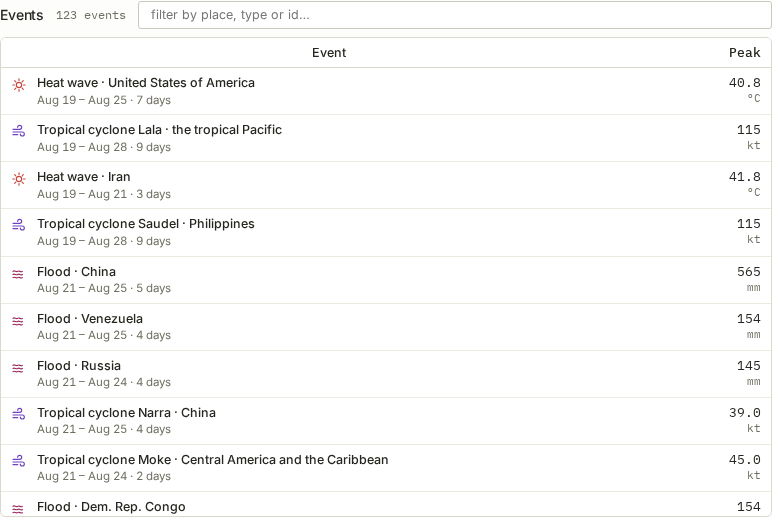 Events 123 events filter by place, type or id...
Event Peak
Heat wave · United States of America 40.8
Aug 19 – Aug 25 · 7 days °C
Tropical cyclone Lala · the tropical Pacific 115
Aug 19 – Aug 28 · 9 days kt
Heat wave · Iran 41.8
Aug 19 – Aug 21 · 3 days °C
Tropical cyclone Saudel · Philippines 115
Aug 19 – Aug 28 · 9 days kt
Flood · China 565
Aug 21 – Aug 25 · 5 days mm
Flood · Venezuela 154
Aug 21 – Aug 25 · 4 days mm
Flood · Russia 145
Aug 21 – Aug 24 · 4 days mm
Tropical cyclone Narra · China 39.0
Aug 21 – Aug 25 · 4 days kt
Tropical cyclone Moke · Central America and the Caribbean 45.0
Aug 21 – Aug 24 · 2 days kt
Flood · Dem. Rep. Congo 154